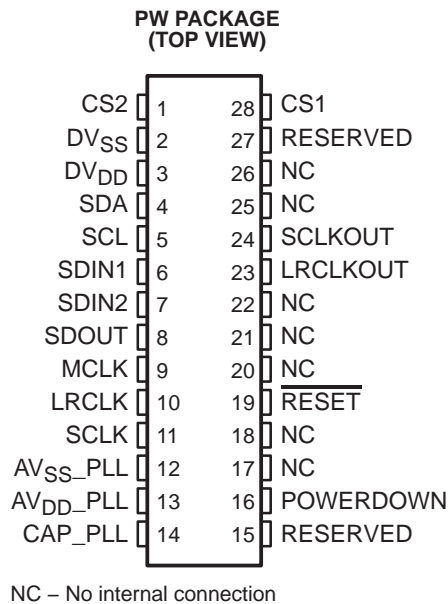 PW PACKAGE
(TOP VIEW)
CS2 1 28 CS1
DVSS 2 27 RESERVED
DVDD 3 26 NC
SDA 4 25 NC
SCL 5 24 SCLKOUT
SDIN1 6 23 LRCLKOUT
SDIN2 7 22 NC
SDOUT 8 21 NC
MCLK 9 20 NC
LRCLK 10 19 RESET
SCLK 11 18 NC
AVSS_PLL 12 17 NC
AVDD_PLL 13 16 POWERDOWN
CAP_PLL 14 15 RESERVED
NC – No internal connection